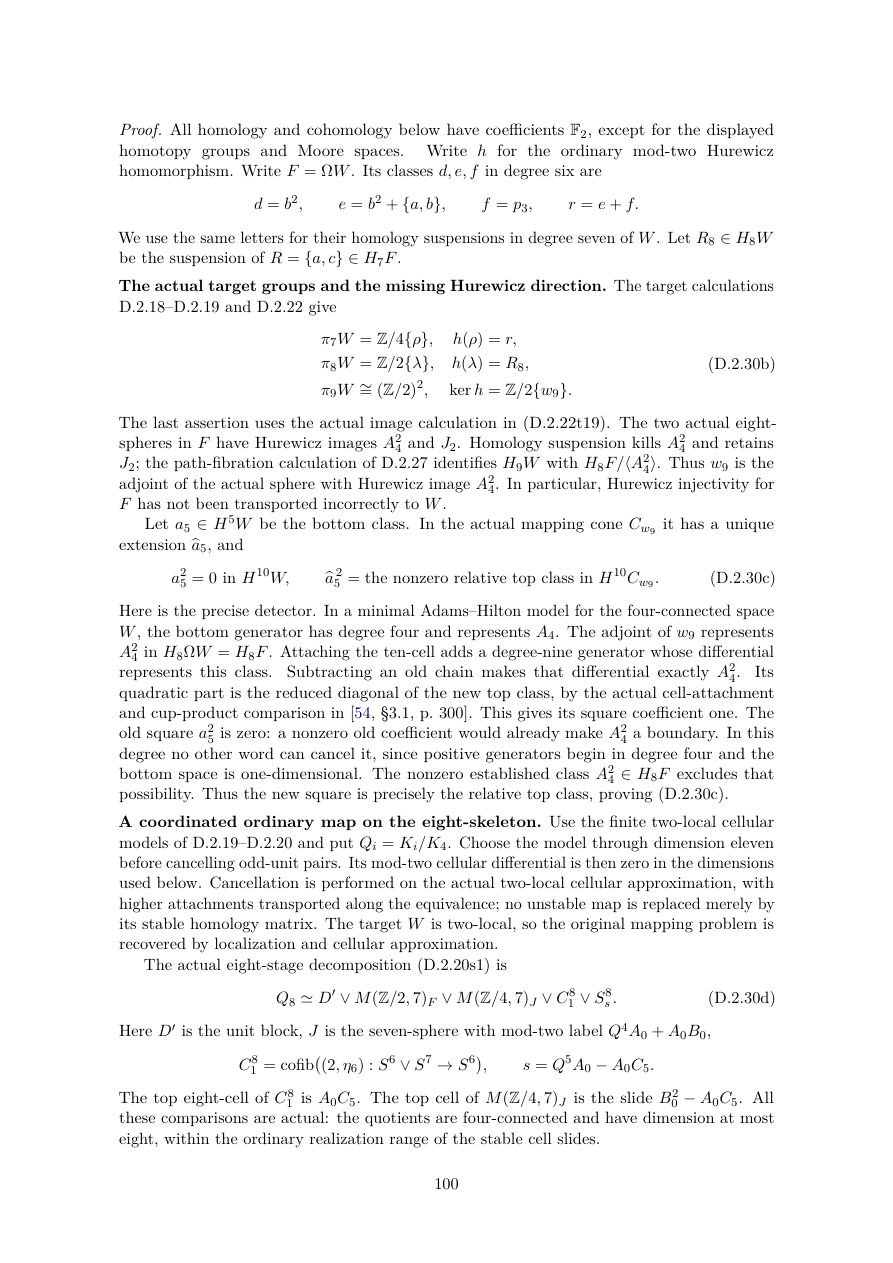 Proof. All homology and cohomology below have coefficients 𝔽₂, except for the displayed
homotopy groups and Moore spaces. Write h for the ordinary mod-two Hurewicz
homomorphism. Write F = ΩW. Its classes d, e, f in degree six are
d = b², e = b² + {a, b}, f = p₃, r = e + f.
We use the same letters for their homology suspensions in degree seven of W. Let R₈ ∈ H₈W
be the suspension of R = {a, c} ∈ H₇F.
The actual target groups and the missing Hurewicz direction. The target calculations
D.2.18–D.2.19 and D.2.22 give
π₇W = ℤ/4{ρ}, h(ρ) = r,
π₈W = ℤ/2{λ}, h(λ) = R₈, (D.2.30b)
π₉W ≅ (ℤ/2)², ker h = ℤ/2{w₉}.
The last assertion uses the actual image calculation in (D.2.22t19). The two actual eight-
spheres in F have Hurewicz images A₄² and J₂. Homology suspension kills A₄² and retains
J₂; the path-fibration calculation of D.2.27 identifies H₉W with H₈F/⟨A₄²⟩. Thus w₉ is the
adjoint of the actual sphere with Hurewicz image A₄². In particular, Hurewicz injectivity for
F has not been transported incorrectly to W.
Let a₅ ∈ H⁵W be the bottom class. In the actual mapping cone C_{w₉} it has a unique
extension â₅, and
a₅² = 0 in H¹⁰W, â₅² = the nonzero relative top class in H¹⁰C_{w₉}. (D.2.30c)
Here is the precise detector. In a minimal Adams–Hilton model for the four-connected space
W, the bottom generator has degree four and represents A₄. The adjoint of w₉ represents
A₄² in H₈ΩW = H₈F. Attaching the ten-cell adds a degree-nine generator whose differential
represents this class. Subtracting an old chain makes that differential exactly A₄². Its
quadratic part is the reduced diagonal of the new top class, by the actual cell-attachment
and cup-product comparison in [54, §3.1, p. 300]. This gives its square coefficient one. The
old square a₅² is zero: a nonzero old coefficient would already make A₄² a boundary. In this
degree no other word can cancel it, since positive generators begin in degree four and the
bottom space is one-dimensional. The nonzero established class A₄² ∈ H₈F excludes that
possibility. Thus the new square is precisely the relative top class, proving (D.2.30c).
A coordinated ordinary map on the eight-skeleton. Use the finite two-local cellular
models of D.2.19–D.2.20 and put Qᵢ = Kᵢ/K₄. Choose the model through dimension eleven
before cancelling odd-unit pairs. Its mod-two cellular differential is then zero in the dimensions
used below. Cancellation is performed on the actual two-local cellular approximation, with
higher attachments transported along the equivalence; no unstable map is replaced merely by
its stable homology matrix. The target W is two-local, so the original mapping problem is
recovered by localization and cellular approximation.
The actual eight-stage decomposition (D.2.20s1) is
Q₈ ≃ D′ ∨ M(ℤ/2, 7)_F ∨ M(ℤ/4, 7)_J ∨ C₁⁸ ∨ S_s⁸. (D.2.30d)
Here D′ is the unit block, J is the seven-sphere with mod-two label Q⁴A₀ + A₀B₀,
C₁⁸ = cofib((2, η₆) : S⁶ ∨ S⁷ → S⁶), s = Q⁵A₀ − A₀C₅.
The top eight-cell of C₁⁸ is A₀C₅. The top cell of M(ℤ/4, 7)_J is the slide B₀² − A₀C₅. All
these comparisons are actual: the quotients are four-connected and have dimension at most
eight, within the ordinary realization range of the stable cell slides.
100